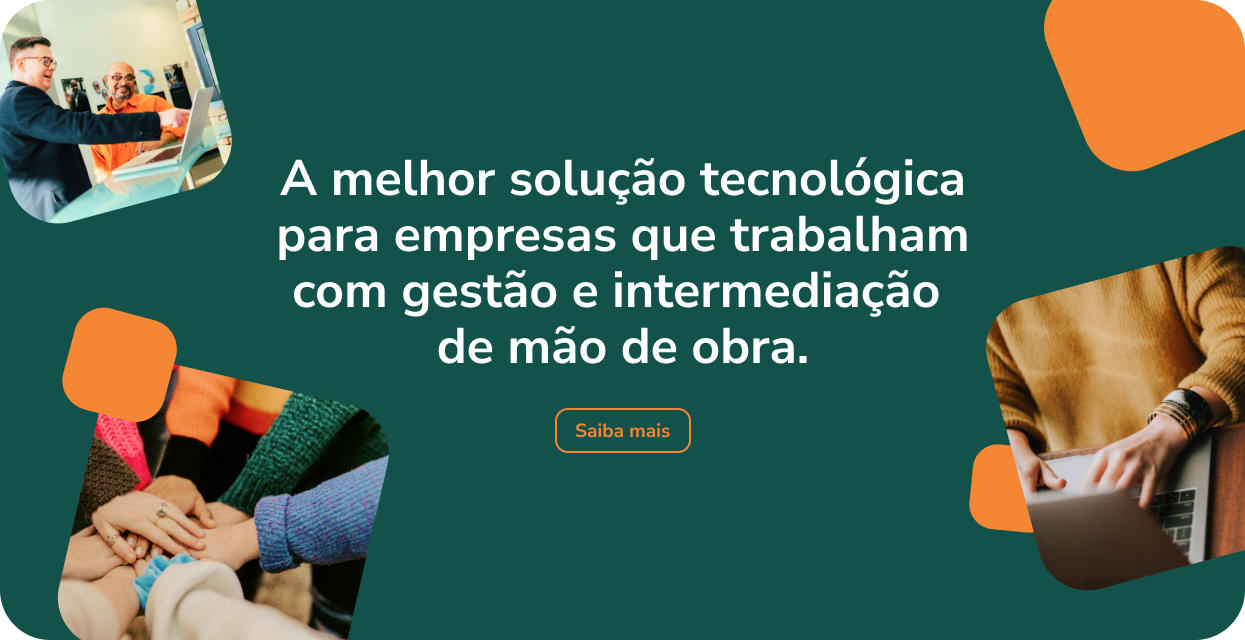 A melhor solução tecnológica
para empresas que trabalham
com gestão e intermediação
de mão de obra.
Saiba mais